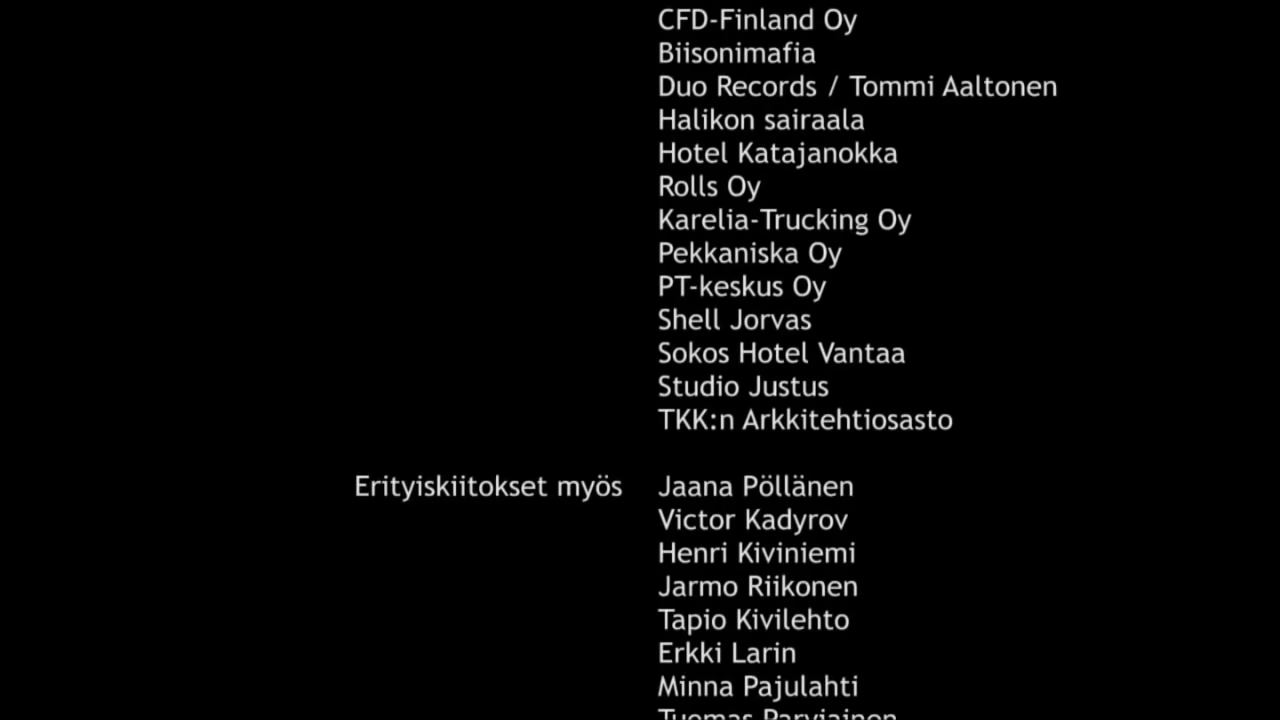 CFD-Finland Oy
Biisonimafia
Duo Records / Tommi Aaltonen
Halikon sairaala
Hotel Katajanokka
Rolls Oy
Karelia-Trucking Oy
Pekkaniska Oy
PT-keskus Oy
Shell Jorvas
Sokos Hotel Vantaa
Studio Justus
TKK:n Arkkitehtiosasto
Erityiskiitokset myös Jaana Pöllänen
Victor Kadyrov
Henri Kiviniemi
Jarmo Riikonen
Tapio Kivilehto
Erkki Larin
Minna Pajulahti
Tuomas Parviainen